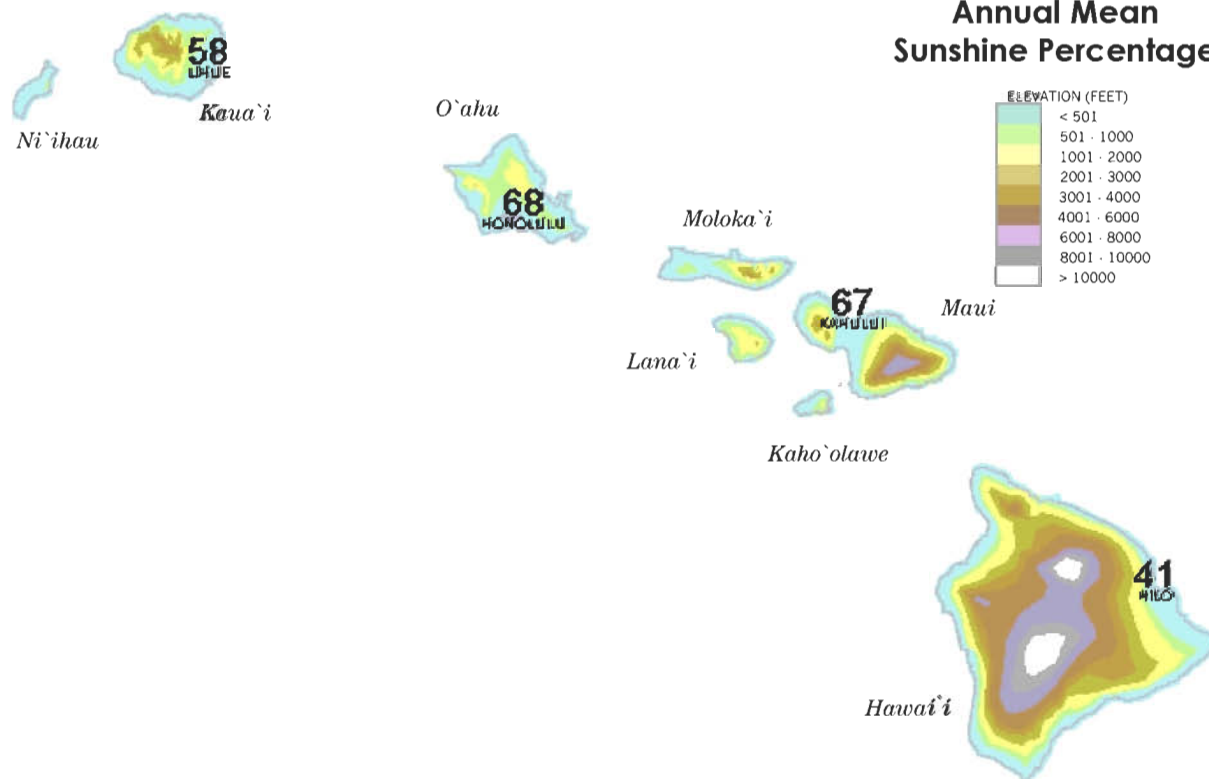 Annual Mean
Sunshine Percentage
ELEVATION (FEET)
< 501
501 - 1000
1001 - 2000
2001 - 3000
3001 - 4000
4001 - 6000
6001 - 8000
8001 - 10000
> 10000
58
LIHUE
Kaua`i
Ni`ihau
O`ahu
68
HONOLULU
Moloka`i
67
KAHULUI
Maui
Lana`i
Kaho`olawe
41
HILO
Hawai`i